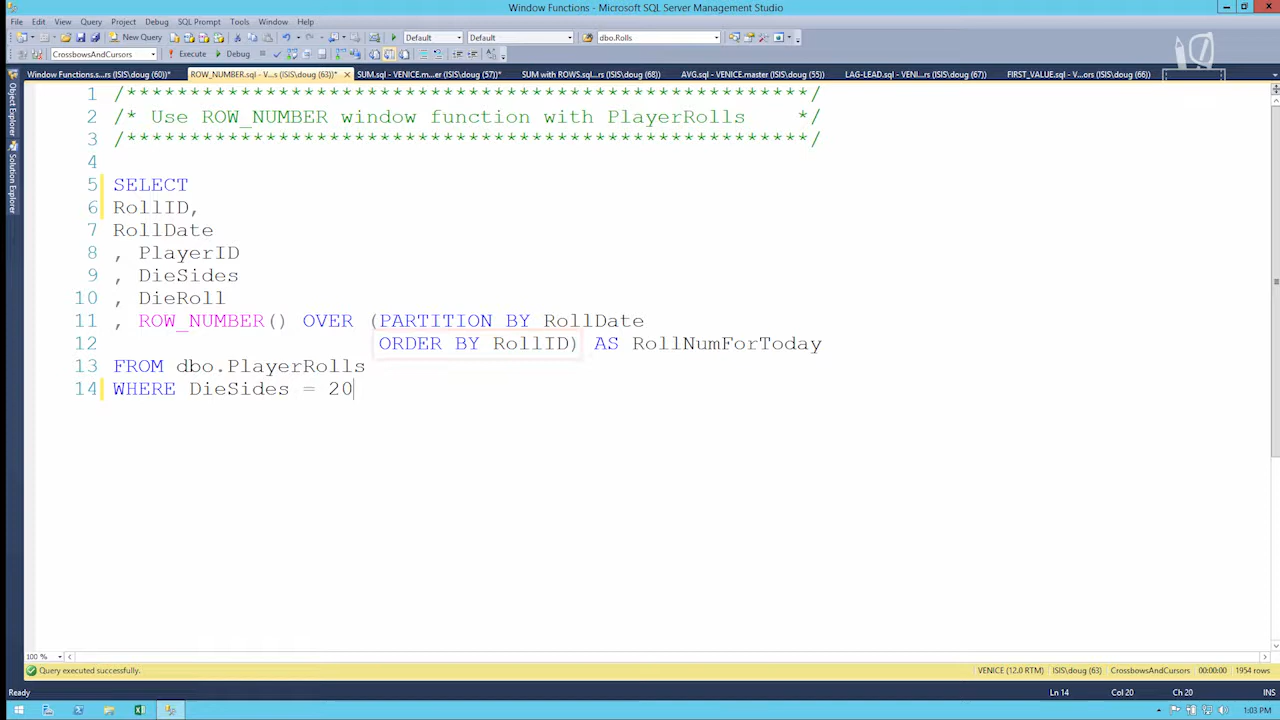 Window Functions - Microsoft SQL Server Management Studio
File Edit View Query Project Debug SQL Prompt Tools Window Help
New Query Default Default dbo.Rolls
CrossbowsAndCursors Execute Debug
Window Functions.s...rs (ISIS\doug (60))* ROW_NUMBER.sql - V...s (ISIS\doug (63))* SUM.sql - VENICE.m...er (ISIS\doug (57))* SUM with ROWS.sql...rs (ISIS\doug (68)) AVG.sql - VENICE.master (ISIS\doug (55)) LAG-LEAD.sql - VENI...rs (ISIS\doug (67)) FIRST_VALUE.sql - V...ors (ISIS\doug (66))
Object Explorer
Solution Explorer
1 /******************************************************/
2 /* Use ROW_NUMBER window function with PlayerRolls */
3 /******************************************************/
4
5 SELECT
6 RollID,
7 RollDate
8 , PlayerID
9 , DieSides
10 , DieRoll
11 , ROW_NUMBER() OVER (PARTITION BY RollDate
12 ORDER BY RollID) AS RollNumForToday
13 FROM dbo.PlayerRolls
14 WHERE DieSides = 20
100 %
Query executed successfully. VENICE (12.0 RTM) ISIS\doug (63) CrossbowsAndCursors 00:00:00 1954 rows
Ready Ln 14 Col 20 Ch 20 INS
1:03 PM